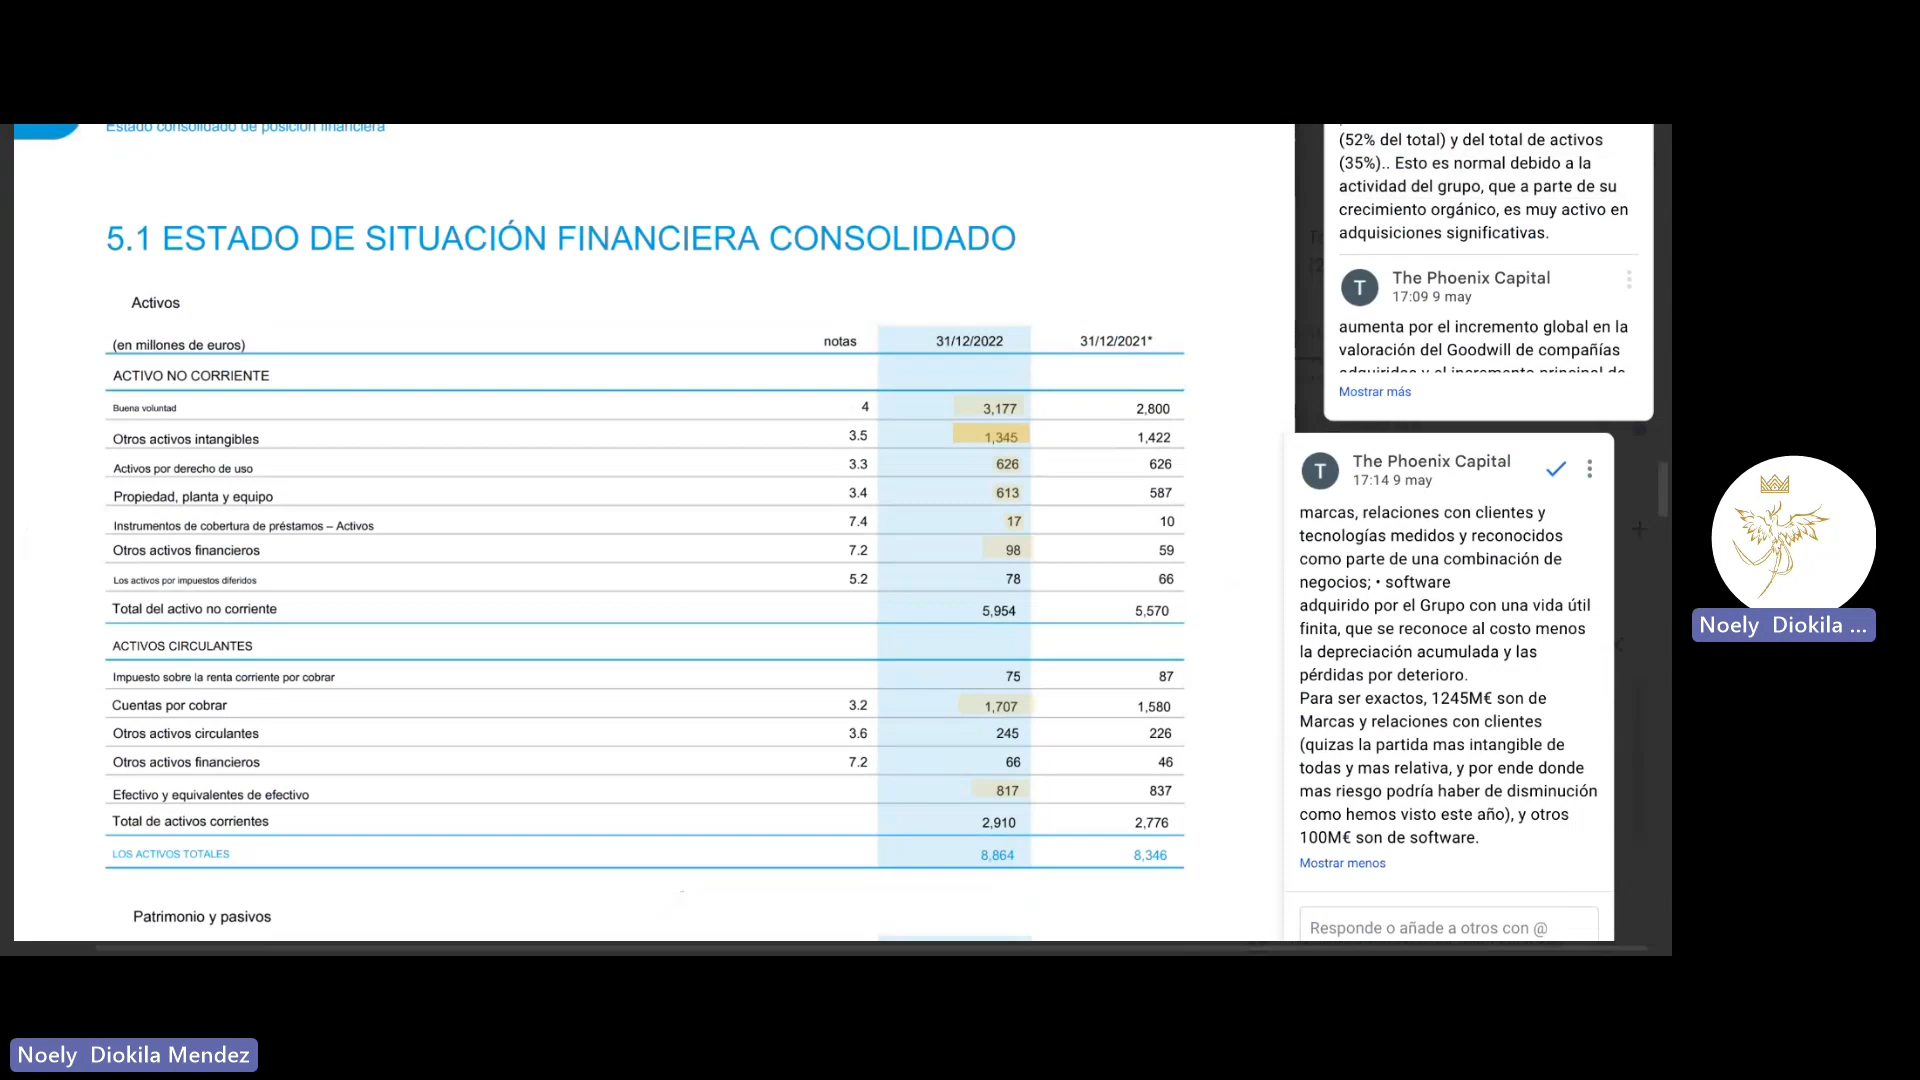 Estado consolidado de posición financiera
5.1 ESTADO DE SITUACIÓN FINANCIERA CONSOLIDADO
Activos
(en millones de euros) notas 31/12/2022 31/12/2021*
ACTIVO NO CORRIENTE
Buena voluntad 4 3,177 2,800
Otros activos intangibles 3.5 1,345 1,422
Activos por derecho de uso 3.3 626 626
Propiedad, planta y equipo 3.4 613 587
Instrumentos de cobertura de préstamos – Activos 7.4 17 10
Otros activos financieros 7.2 98 59
Los activos por impuestos diferidos 5.2 78 66
Total del activo no corriente 5,954 5,570
ACTIVOS CIRCULANTES
Impuesto sobre la renta corriente por cobrar 75 87
Cuentas por cobrar 3.2 1,707 1,580
Otros activos circulantes 3.6 245 226
Otros activos financieros 7.2 66 46
Efectivo y equivalentes de efectivo 817 837
Total de activos corrientes 2,910 2,776
LOS ACTIVOS TOTALES 8,864 8,346
Patrimonio y pasivos
(52% del total) y del total de activos
(35%).. Esto es normal debido a la
actividad del grupo, que a parte de su
crecimiento orgánico, es muy activo en
adquisiciones significativas.
T
The Phoenix Capital
17:09 9 may
aumenta por el incremento global en la
valoración del Goodwill de compañías
adquiridas y el incremento principal de
Mostrar más
T
The Phoenix Capital
17:14 9 may
marcas, relaciones con clientes y
tecnologías medidos y reconocidos
como parte de una combinación de
negocios; • software
adquirido por el Grupo con una vida útil
finita, que se reconoce al costo menos
la depreciación acumulada y las
pérdidas por deterioro.
Para ser exactos, 1245M€ son de
Marcas y relaciones con clientes
(quizas la partida mas intangible de
todas y mas relativa, y por ende donde
mas riesgo podría haber de disminución
como hemos visto este año), y otros
100M€ son de software.
Mostrar menos
Responde o añade a otros con @
Noely Diokila ...
Noely Diokila Mendez